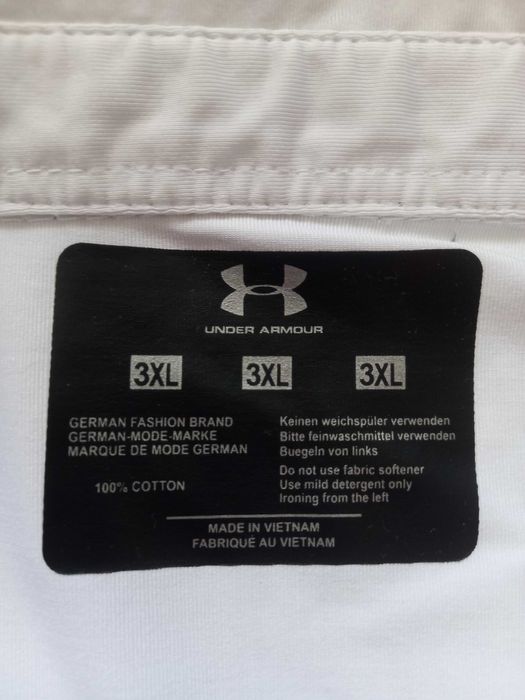 UNDER ARMOUR
3XL 3XL 3XL
GERMAN FASHION BRAND
GERMAN-MODE-MARKE
MARQUE DE MODE GERMAN
100% COTTON
Keinen weichspüler verwenden
Bitte feinwaschmittel verwenden
Buegeln von links
Do not use fabric softener
Use mild detergent only
Ironing from the left
MADE IN VIETNAM
FABRIQUÉ AU VIETNAM